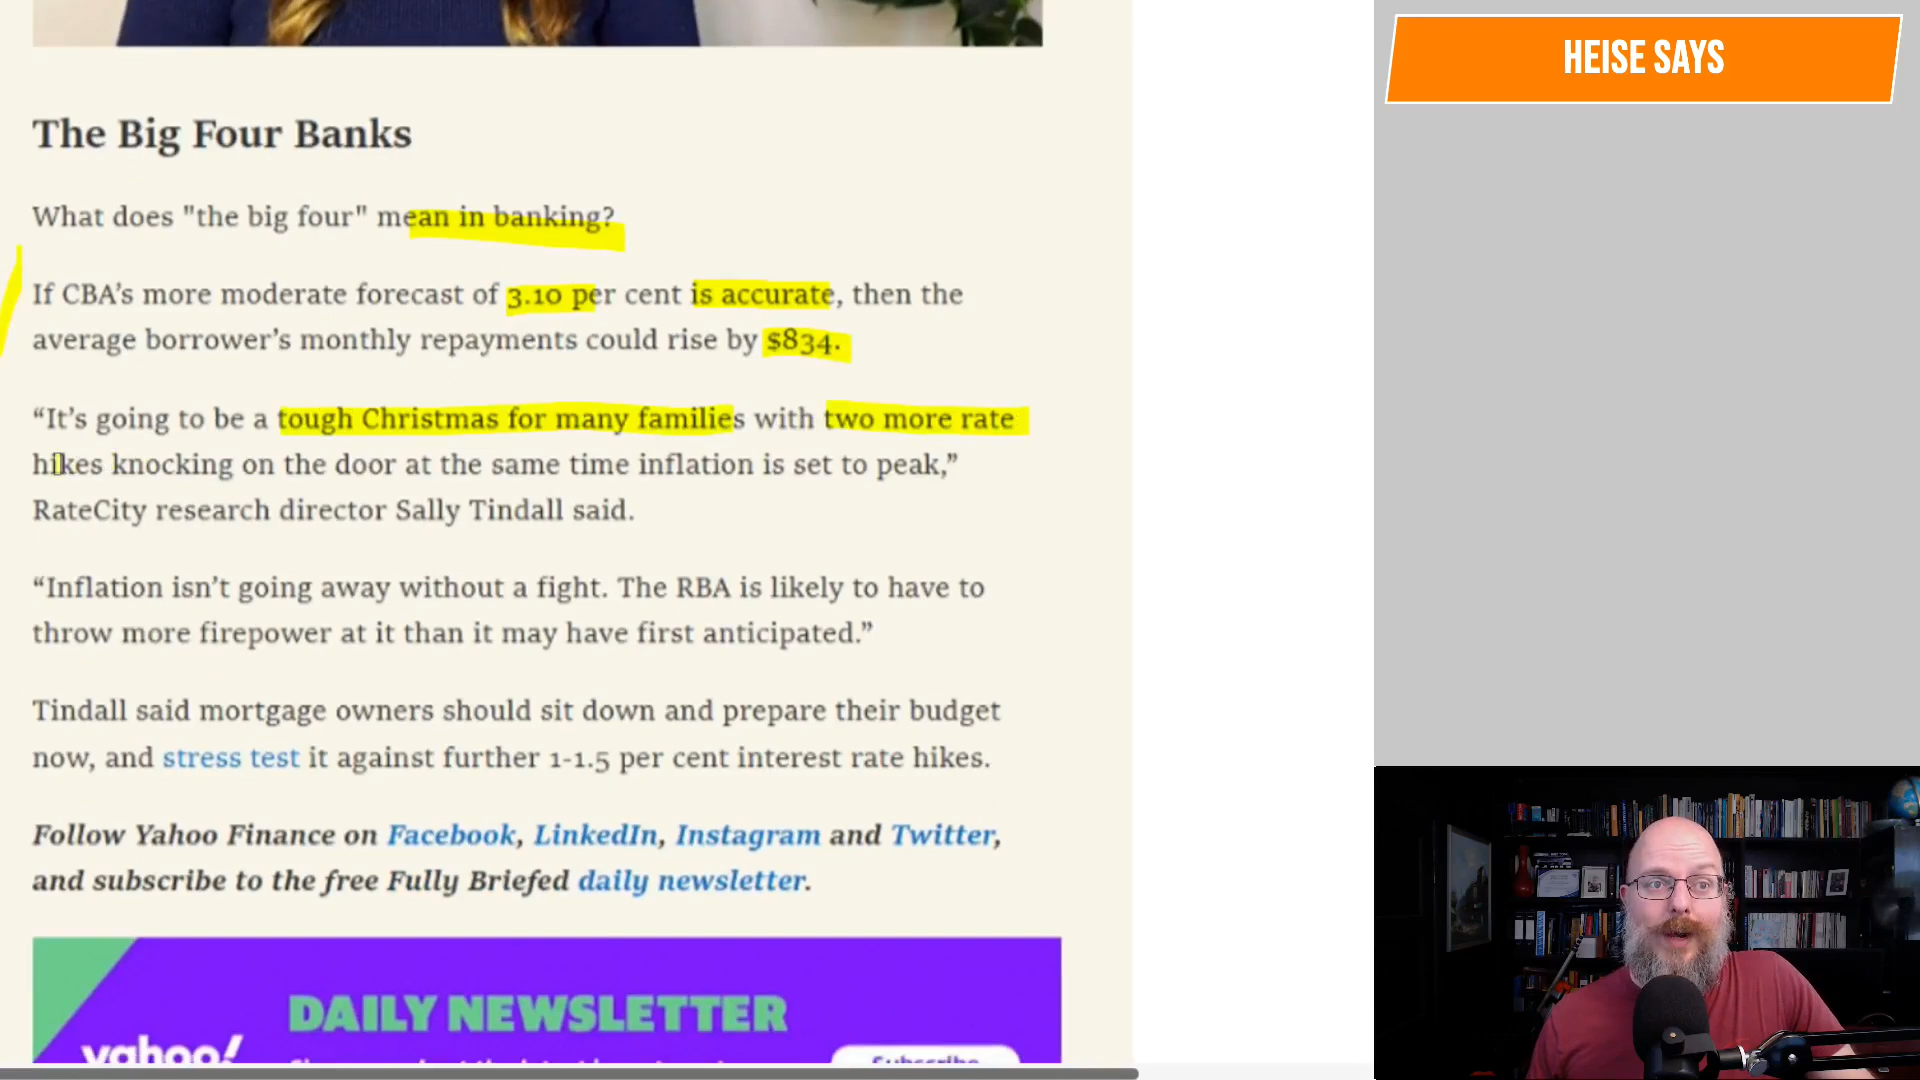 HEISE SAYS
The Big Four Banks
What does "the big four" mean in banking?
If CBA’s more moderate forecast of 3.10 per cent is accurate, then the
average borrower’s monthly repayments could rise by $834.
“It’s going to be a tough Christmas for many families with two more rate
hikes knocking on the door at the same time inflation is set to peak,”
RateCity research director Sally Tindall said.
“Inflation isn’t going away without a fight. The RBA is likely to have to
throw more firepower at it than it may have first anticipated.”
Tindall said mortgage owners should sit down and prepare their budget
now, and stress test it against further 1-1.5 per cent interest rate hikes.
Follow Yahoo Finance on Facebook, LinkedIn, Instagram and Twitter,
and subscribe to the free Fully Briefed daily newsletter.
DAILY NEWSLETTER
yahoo!
Subscribe